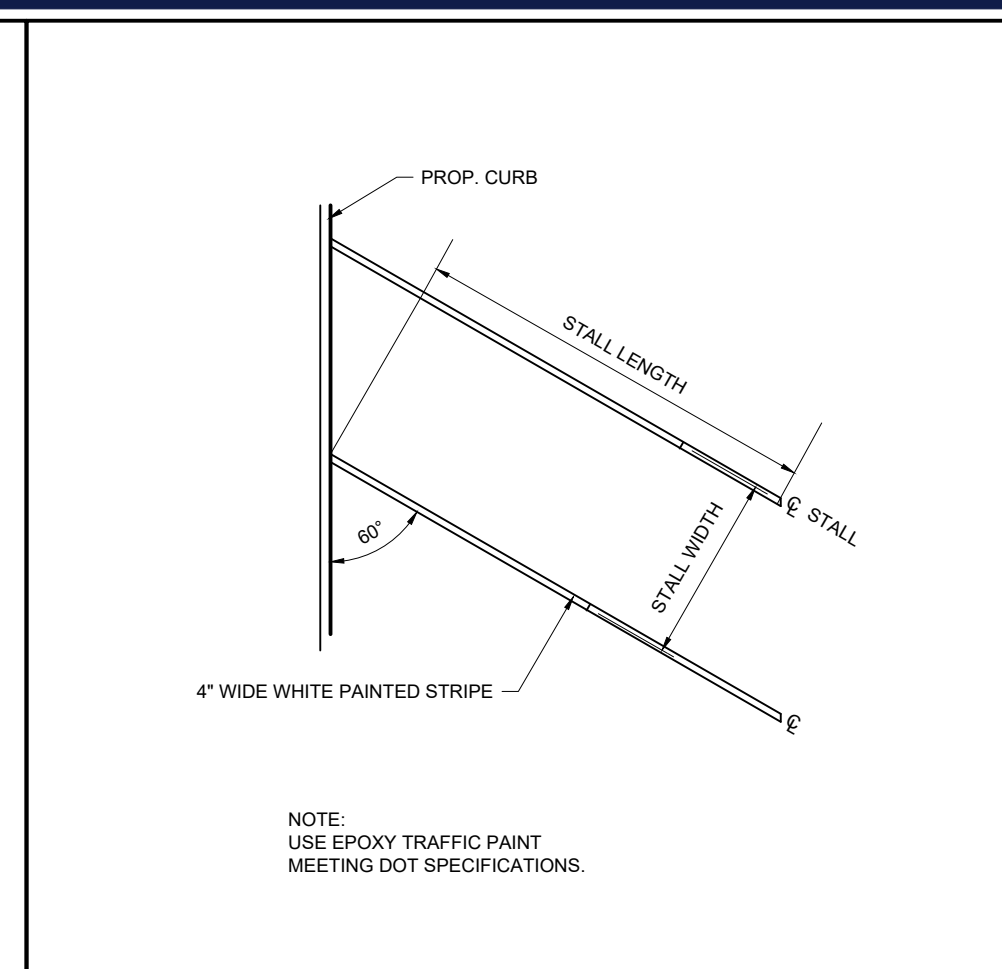 PROP. CURB
STALL LENGTH
℄ STALL
STALL WIDTH
60°
4" WIDE WHITE PAINTED STRIPE
℄
NOTE:
USE EPOXY TRAFFIC PAINT
MEETING DOT SPECIFICATIONS.